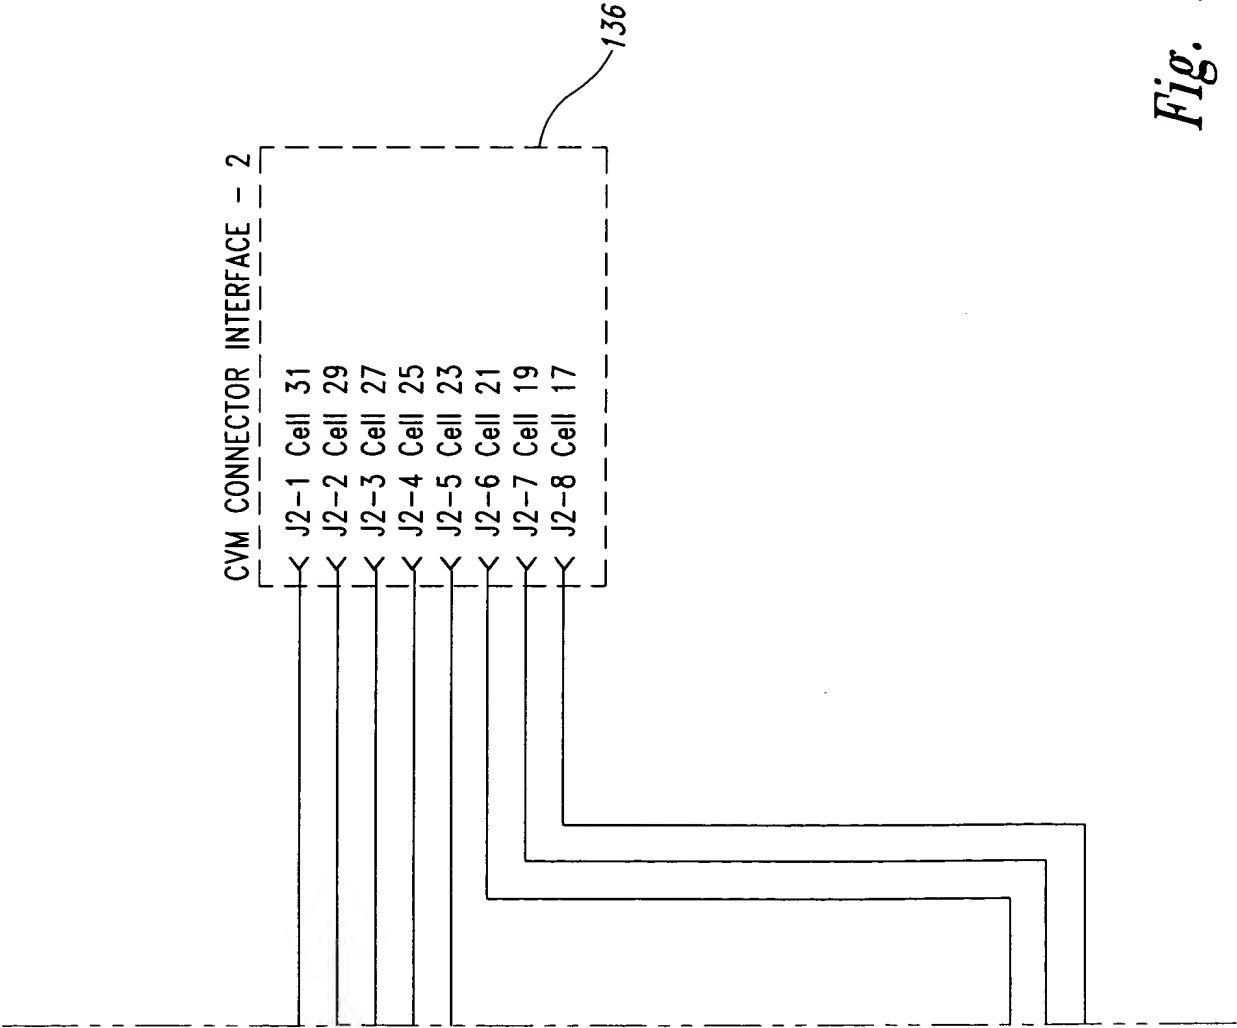 136
CVM CONNECTOR INTERFACE - 2
J2-1 Cell 31
J2-2 Cell 29
J2-3 Cell 27
J2-4 Cell 25
J2-5 Cell 23
J2-6 Cell 21
J2-7 Cell 19
J2-8 Cell 17
Fig.